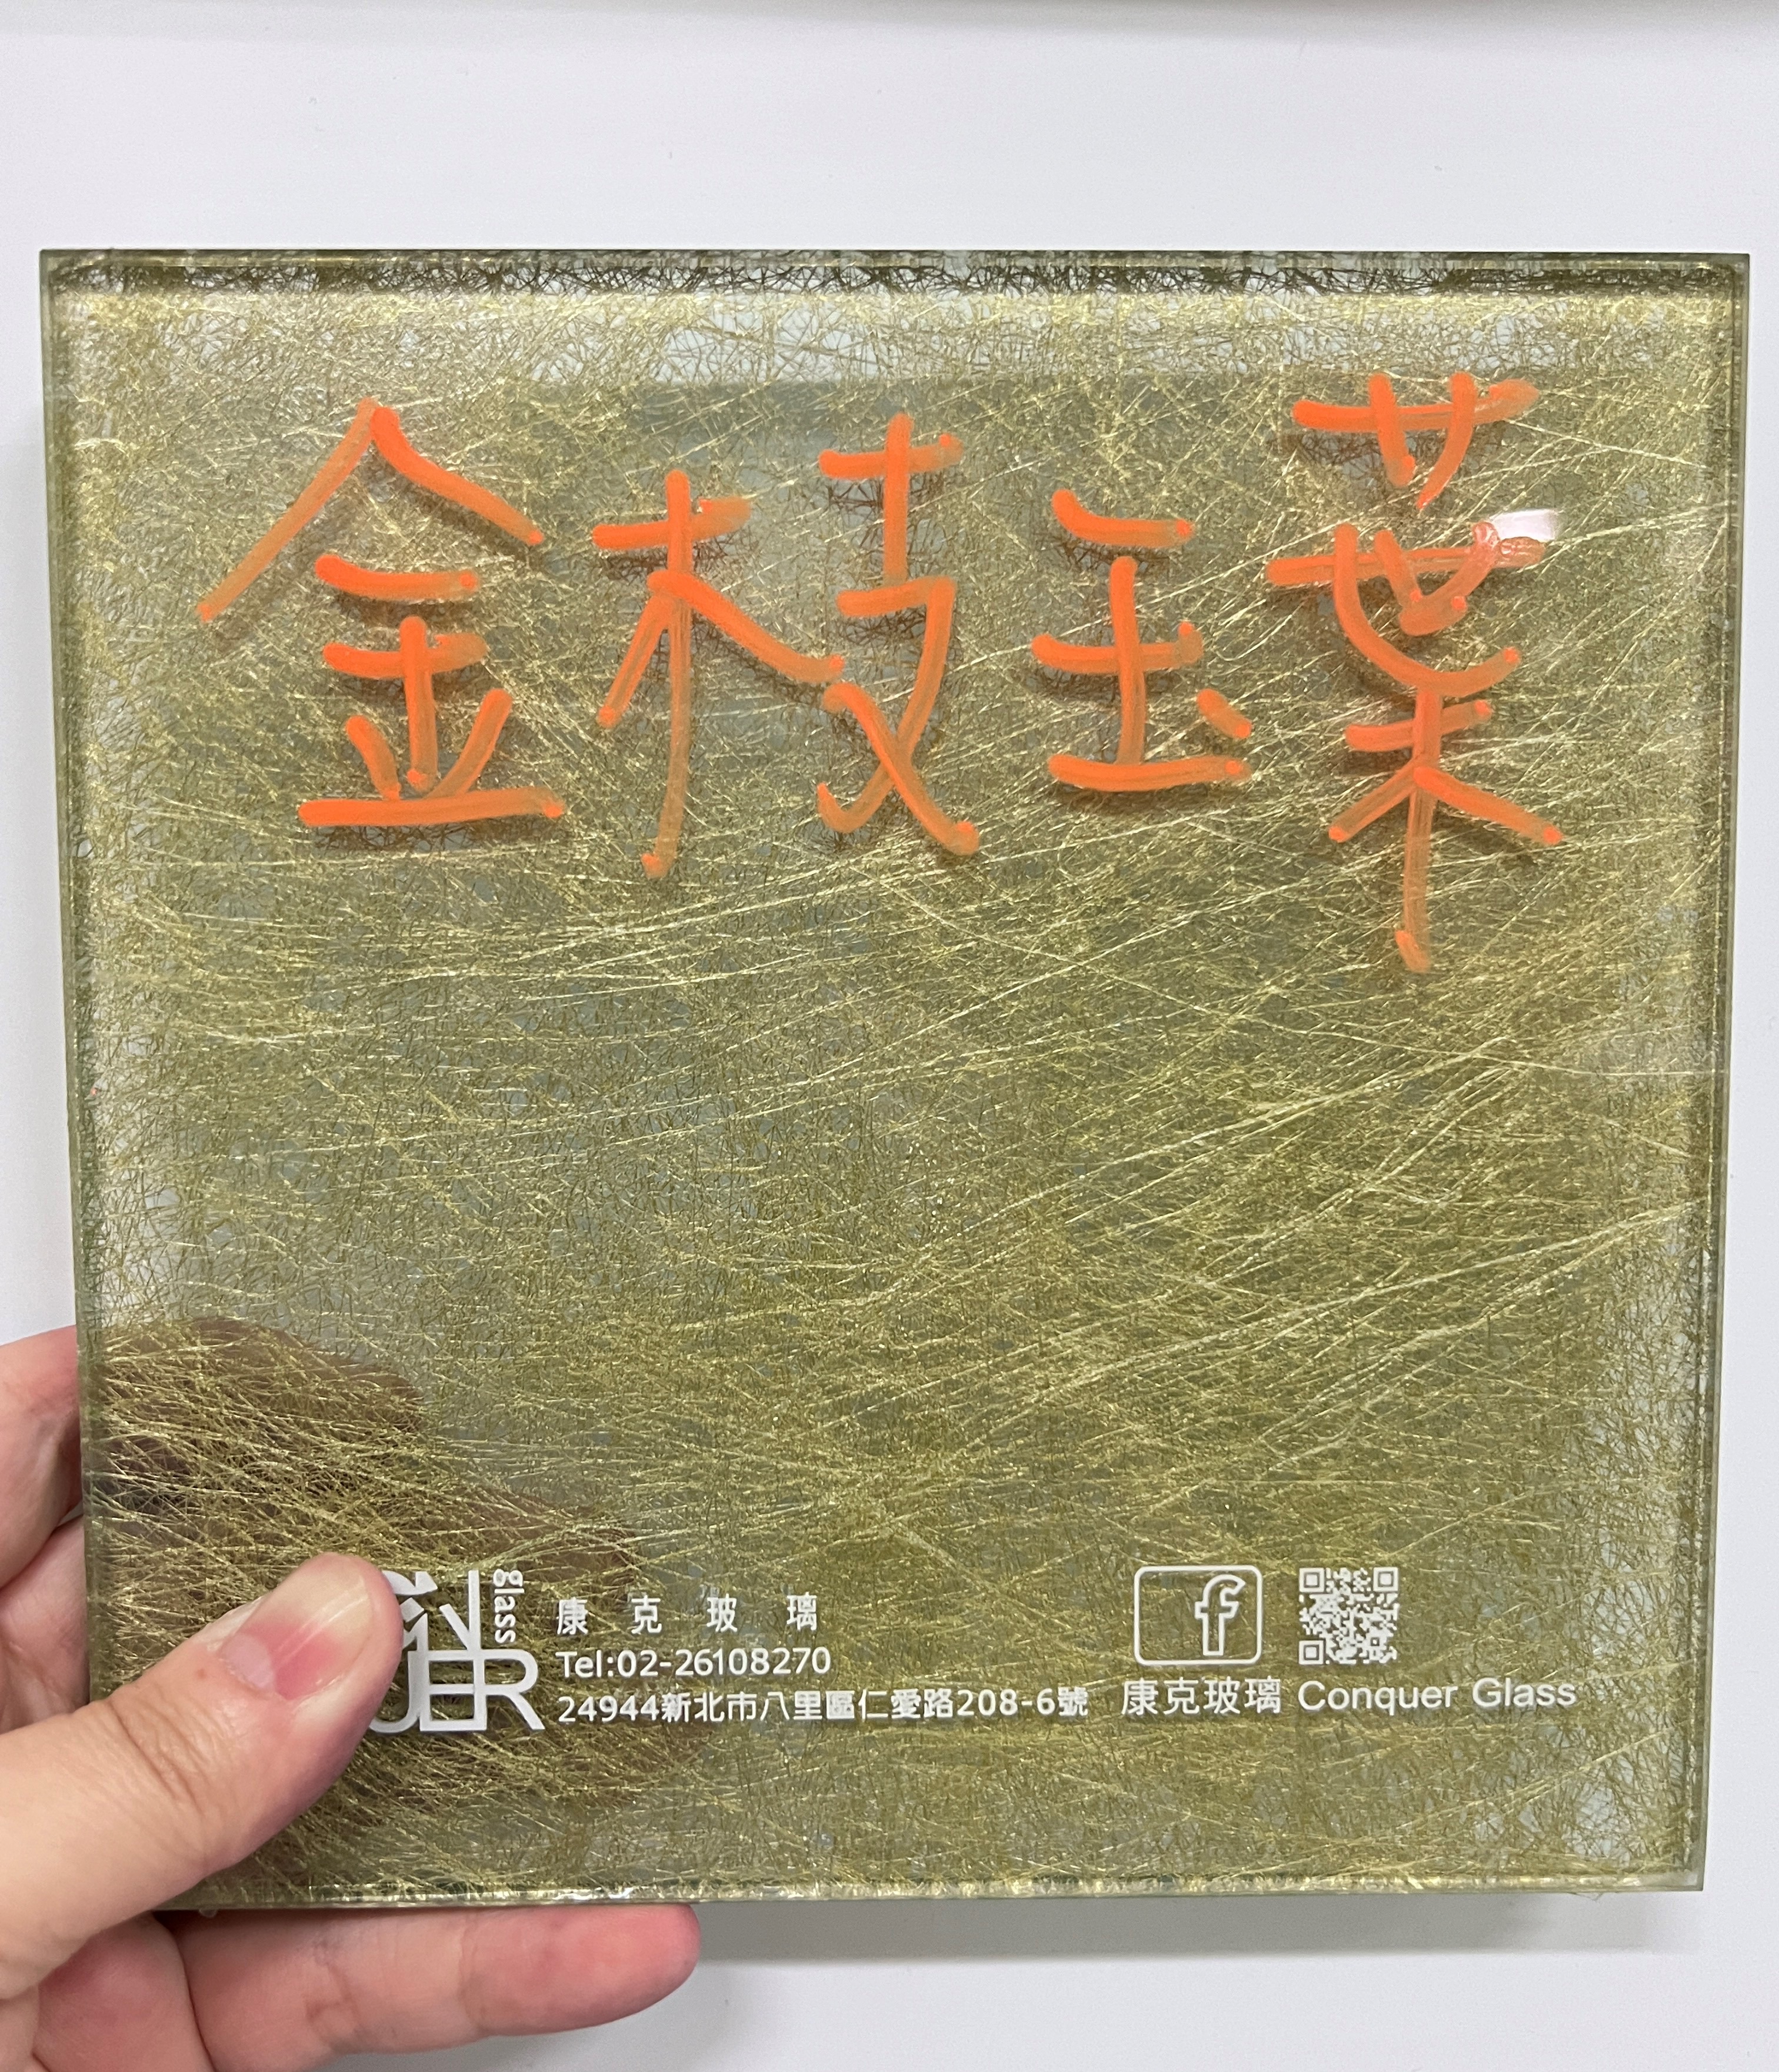 金枝玉葉
glass
康克玻璃
Tel:02-26108270
24944新北市八里區仁愛路208-6號
康克玻璃 Conquer Glass